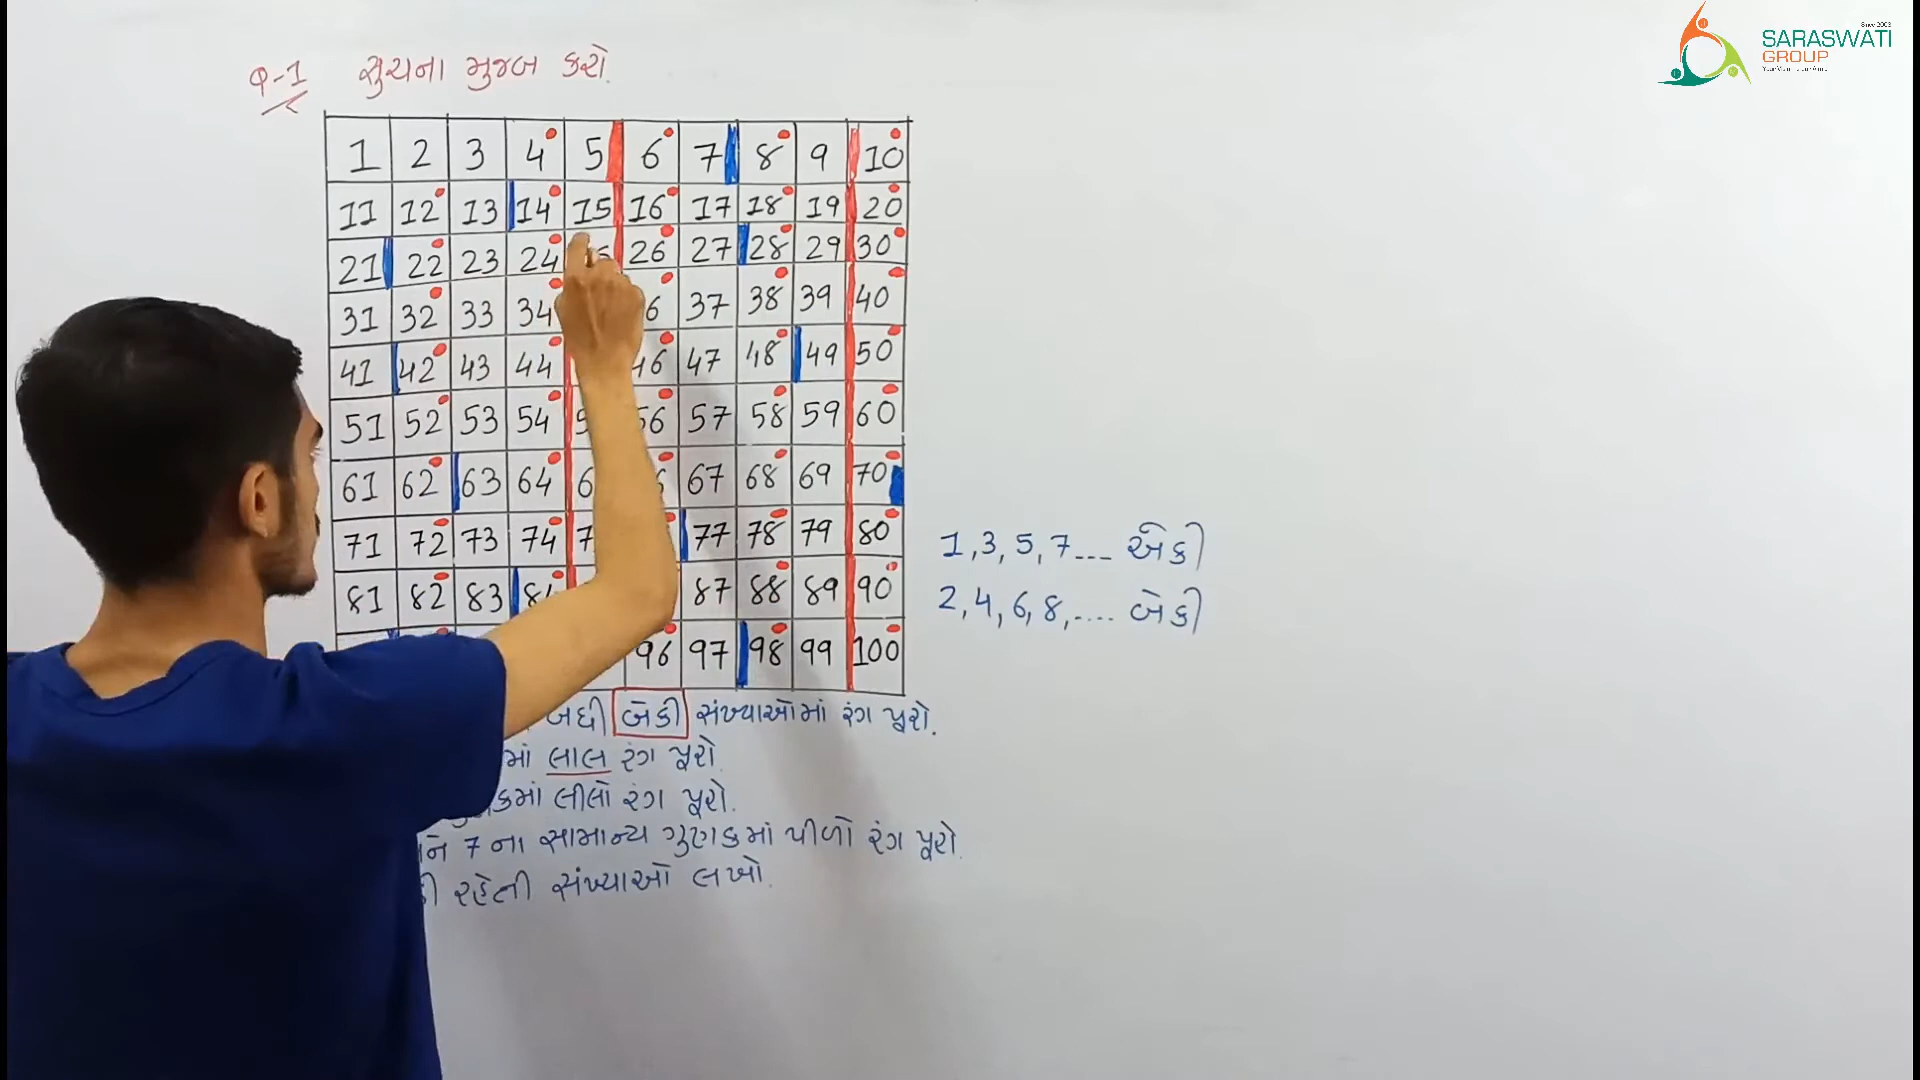 Since 2002
SARASWATI
GROUP
Q-1 સુચના મુજબ કરો.
1 2 3 4 5 6 7 8 9 10
11 12 13 14 15 16 17 18 19 20
21 22 23 24 26 27 28 29 30
31 32 33 34 37 38 39 40
41 42 43 44 46 47 48 49 50
51 52 53 54 56 57 58 59 60
61 62 63 64 67 68 69 70
71 72 73 74 77 78 79 80
81 82 83 87 88 89 90
96 97 98 99 100
1, 3, 5, 7--- એકી
2, 4, 6, 8, .... બેકી
બધી બેકી સંખ્યાઓમાં રંગ પૂરો.
માં લાલ રંગ પૂરો.
લીલો રંગ પૂરો.
7 ના સામાન્ય ગુણકમાં પીળો રંગ પૂરો.
રહેલી સંખ્યાઓ લખો.